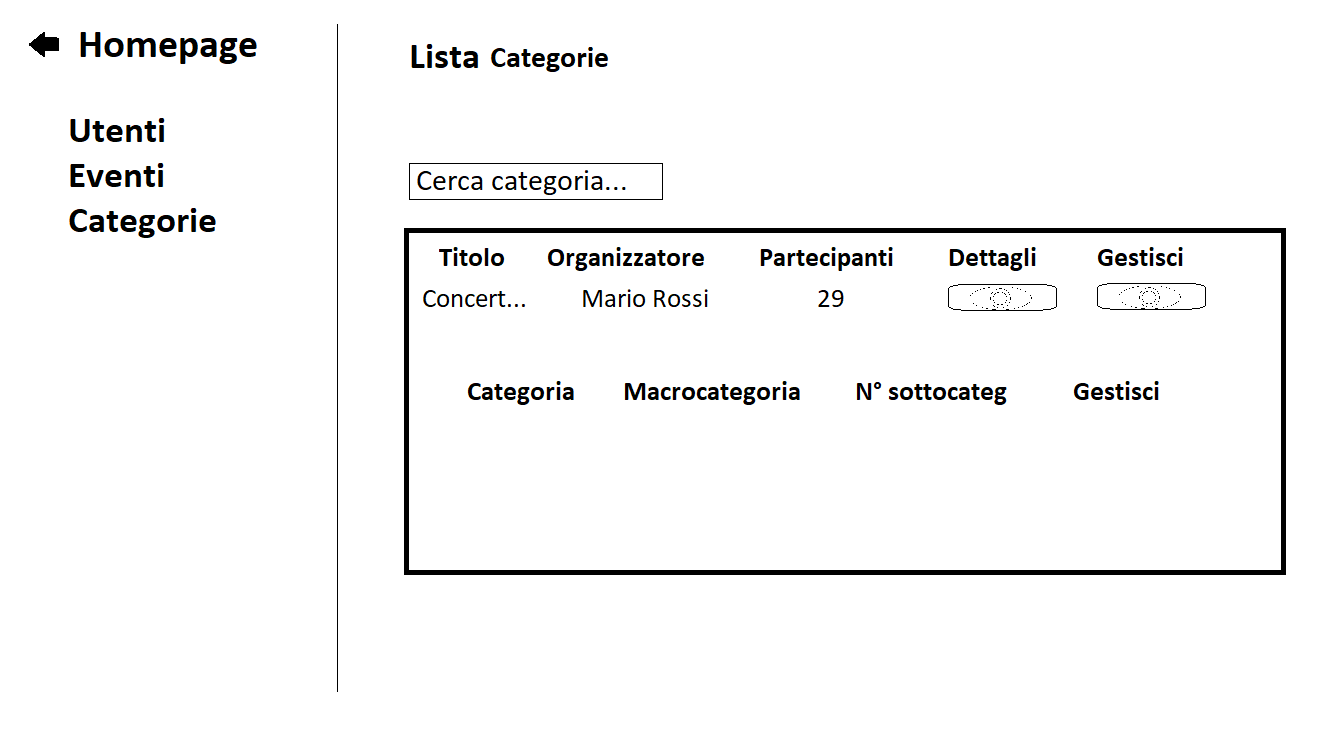 Homepage
Utenti
Eventi
Categorie
Lista Categorie
Cerca categoria...
Titolo Organizzatore Partecipanti Dettagli Gestisci
Concert... Mario Rossi 29
Categoria Macrocategoria N° sottocateg Gestisci